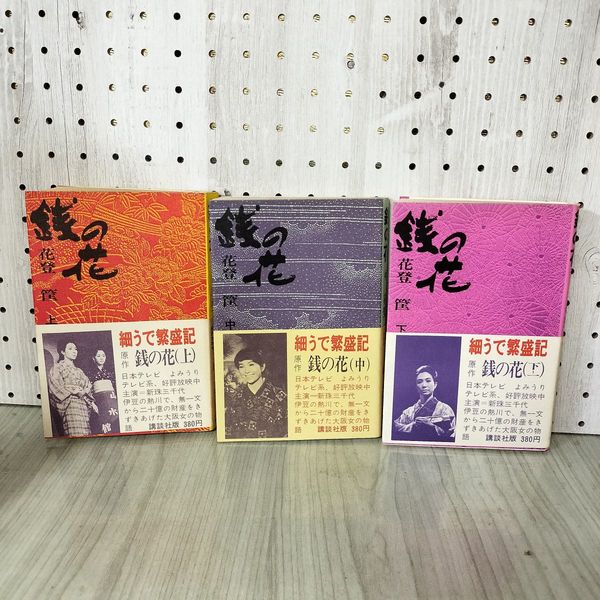 銭の花
花登 筐 上
細うで繁盛記
原作 銭の花(上)
日本テレビ よみうり
テレビ系、好評放映中
主演=新珠三千代
伊豆の熱川で、無一文
から二十億の財産をき
ずきあげた大阪女の物
語 講談社版 380円
銭の花
花登 筐 中
細うで繁盛記
原作 銭の花(中)
日本テレビ よみうり
テレビ系、好評放映中
主演=新珠三千代
伊豆の熱川で、無一文
から二十億の財産をき
ずきあげた大阪女の物
語 講談社版 380円
銭の花
花登 筐 下
細うで繁盛記
原作 銭の花(下)
日本テレビ よみうり
テレビ系、好評放映中
主演=新珠三千代
伊豆の熱川で、無一文
から二十億の財産をき
ずきあげた大阪女の物
語 講談社版 380円